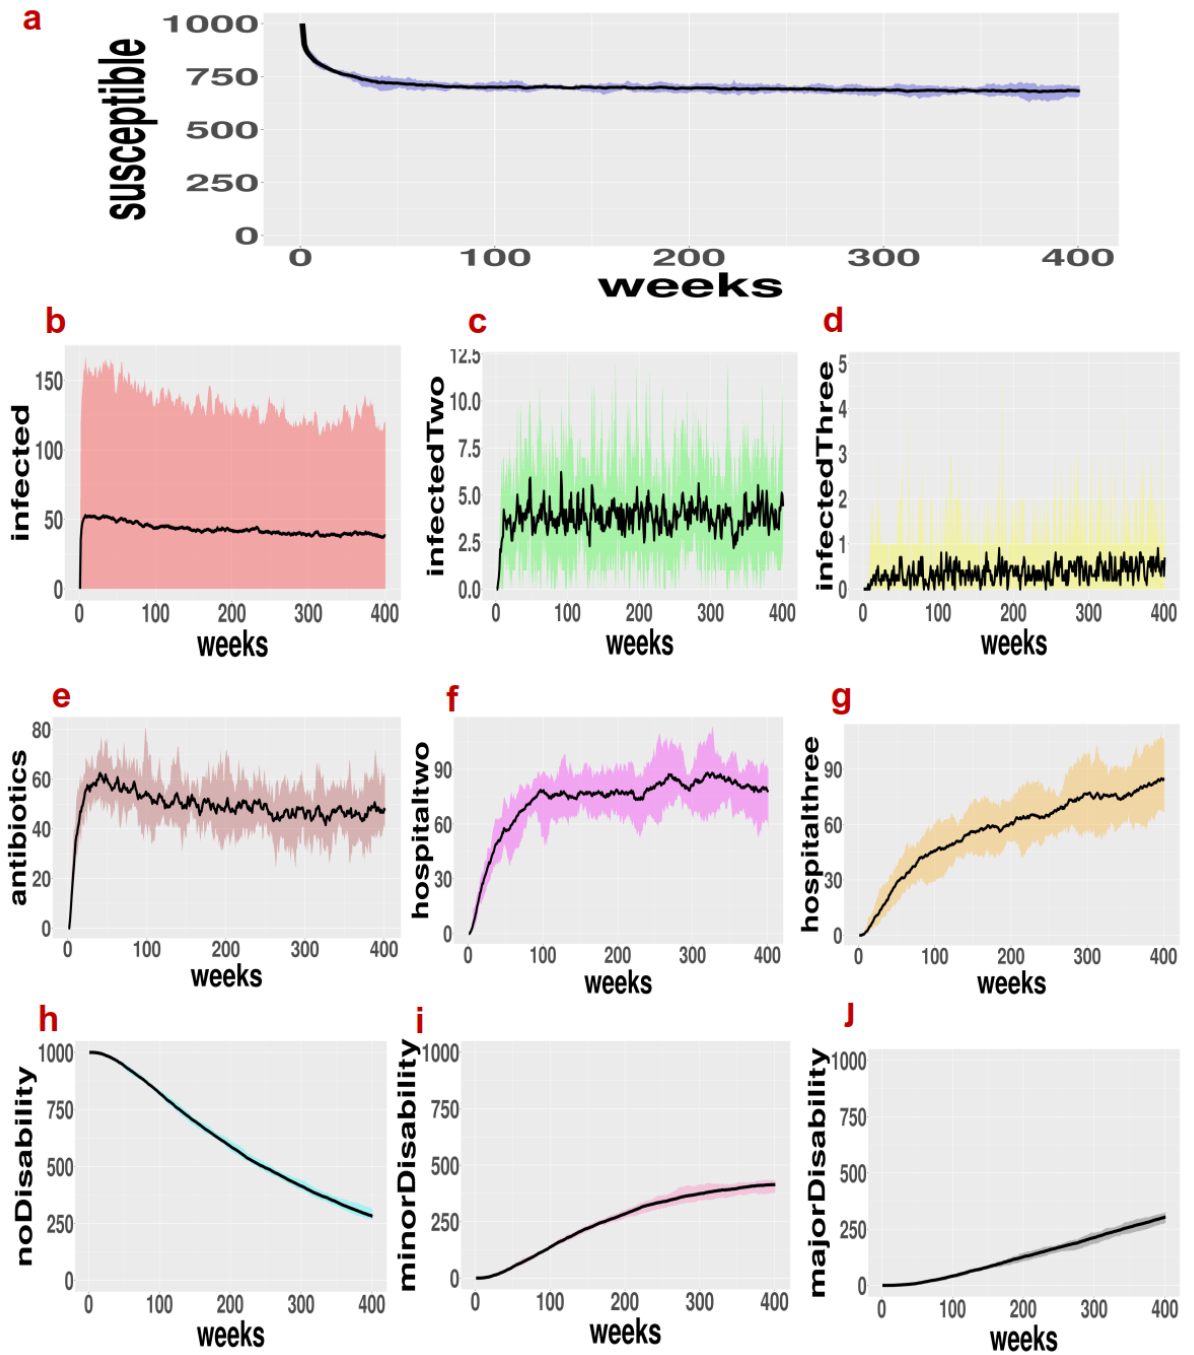 a
susceptible
1000
750
500
250
0
0 100 200 300 400
weeks
b
infected
150
100
50
0
0 100 200 300 400
weeks
c
infectedTwo
12.5
10.0
7.5
5.0
2.5
0.0
0 100 200 300 400
weeks
d
infectedThree
5
4
3
2
1
0
0 100 200 300 400
weeks
e
antibiotics
80
60
40
20
0
0 100 200 300 400
weeks
f
hospitaltwo
90
60
30
0
0 100 200 300 400
weeks
g
hospitalthree
90
60
30
0
0 100 200 300 400
weeks
h
noDisability
1000
750
500
250
0
0 100 200 300 400
weeks
i
minorDisability
1000
750
500
250
0
0 100 200 300 400
weeks
J
majorDisability
1000
750
500
250
0
0 100 200 300 400
weeks